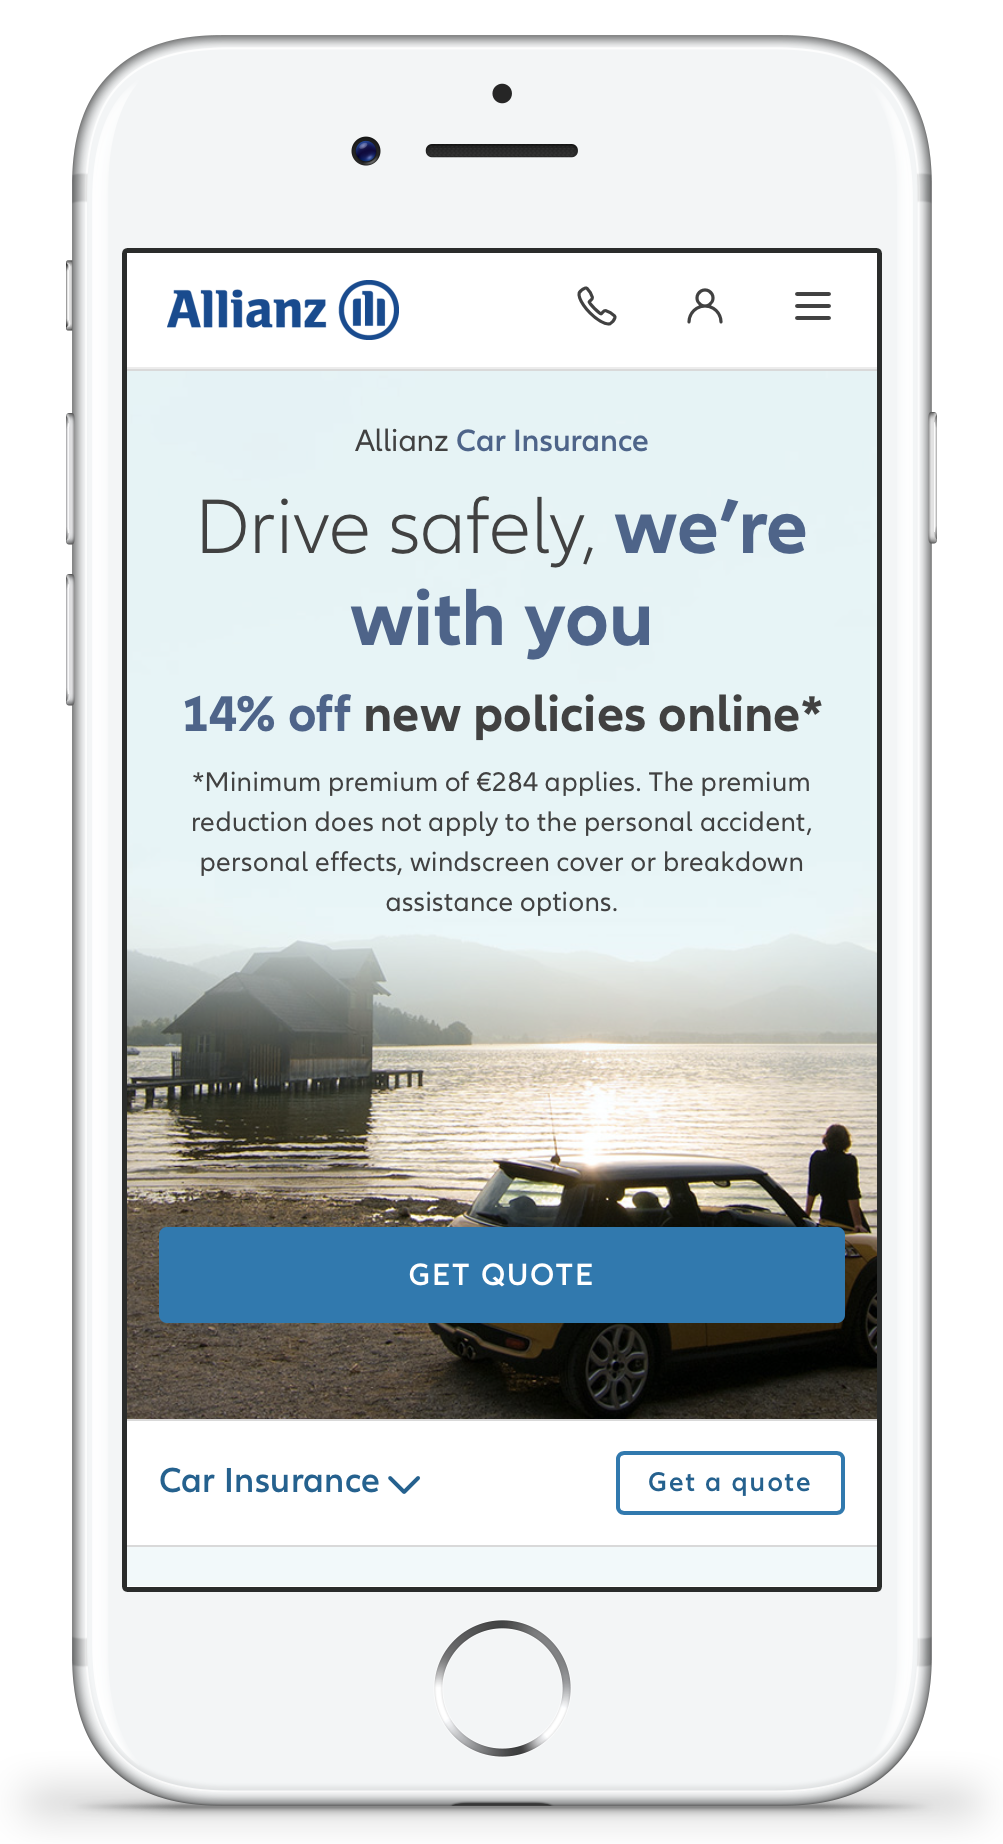 Allianz
Allianz Car Insurance
Drive safely, we’re
with you
14% off new policies online*
*Minimum premium of €284 applies. The premium
reduction does not apply to the personal accident,
personal effects, windscreen cover or breakdown
assistance options.
GET QUOTE
Car Insurance
Get a quote